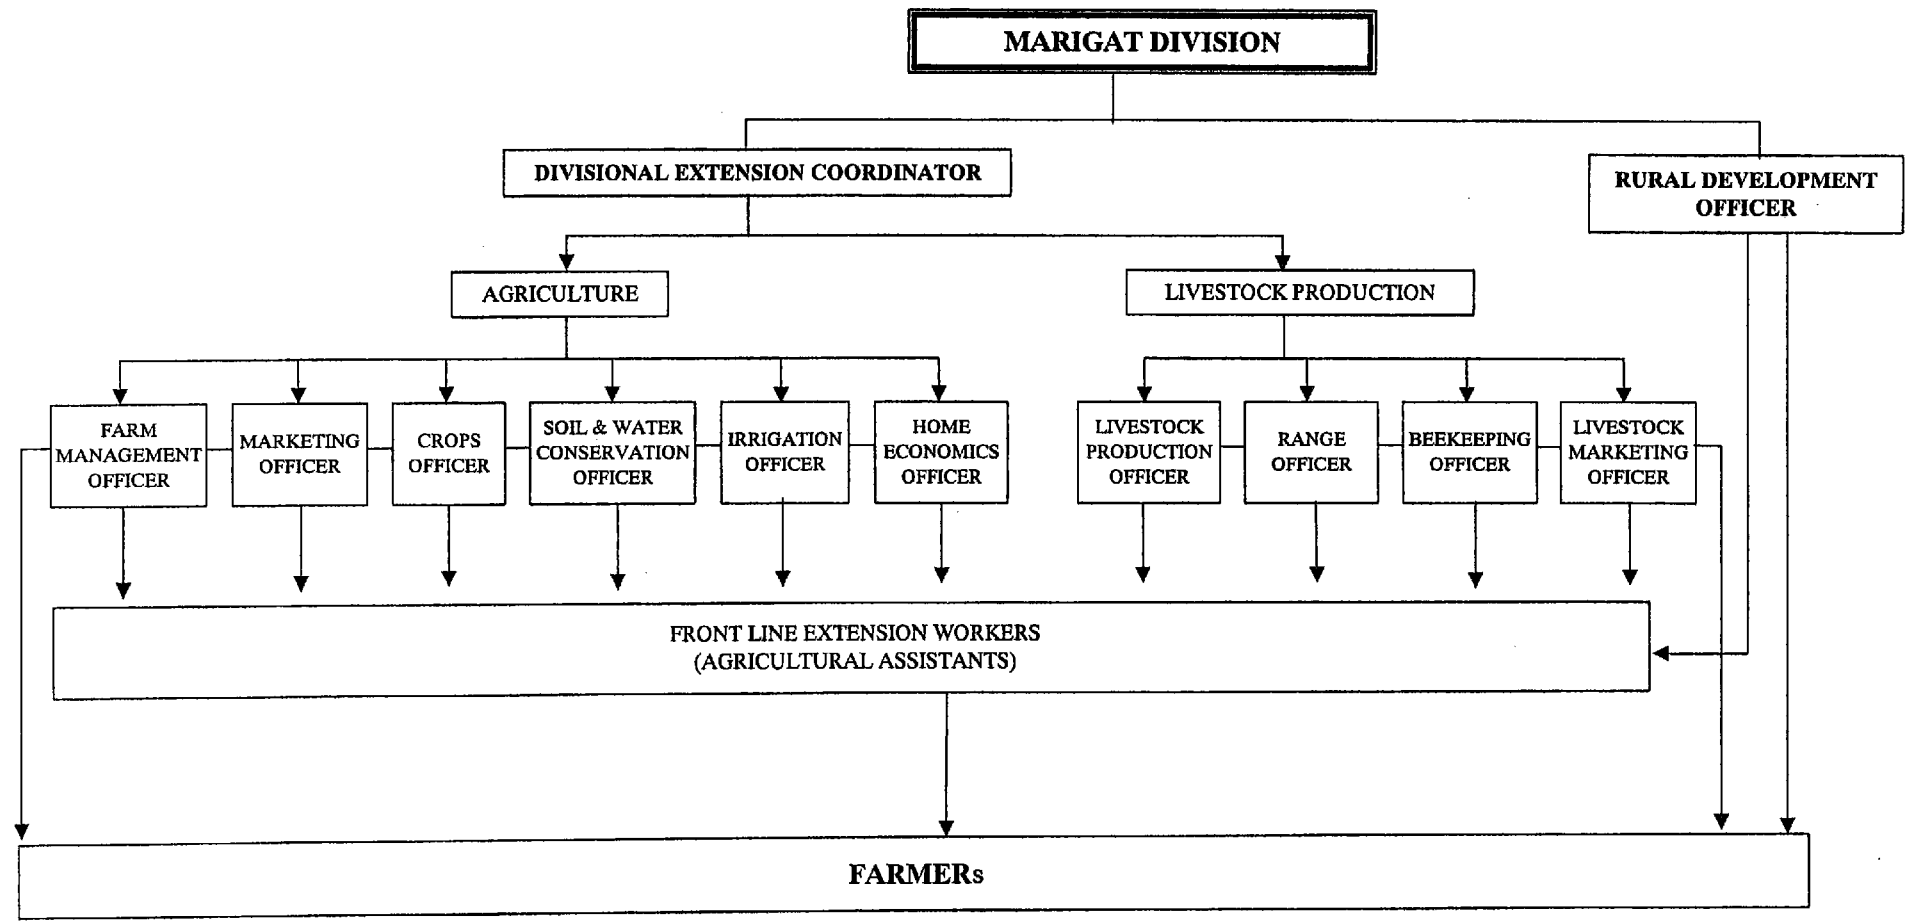 MARIGAT DIVISION
DIVISIONAL EXTENSION COORDINATOR
RURAL DEVELOPMENT
OFFICER
AGRICULTURE
LIVESTOCK PRODUCTION
FARM
MANAGEMENT
OFFICER
MARKETING
OFFICER
CROPS
OFFICER
SOIL & WATER
CONSERVATION
OFFICER
IRRIGATION
OFFICER
HOME
ECONOMICS
OFFICER
LIVESTOCK
PRODUCTION
OFFICER
RANGE
OFFICER
BEEKEEPING
OFFICER
LIVESTOCK
MARKETING
OFFICER
FRONT LINE EXTENSION WORKERS
(AGRICULTURAL ASSISTANTS)
FARMERs